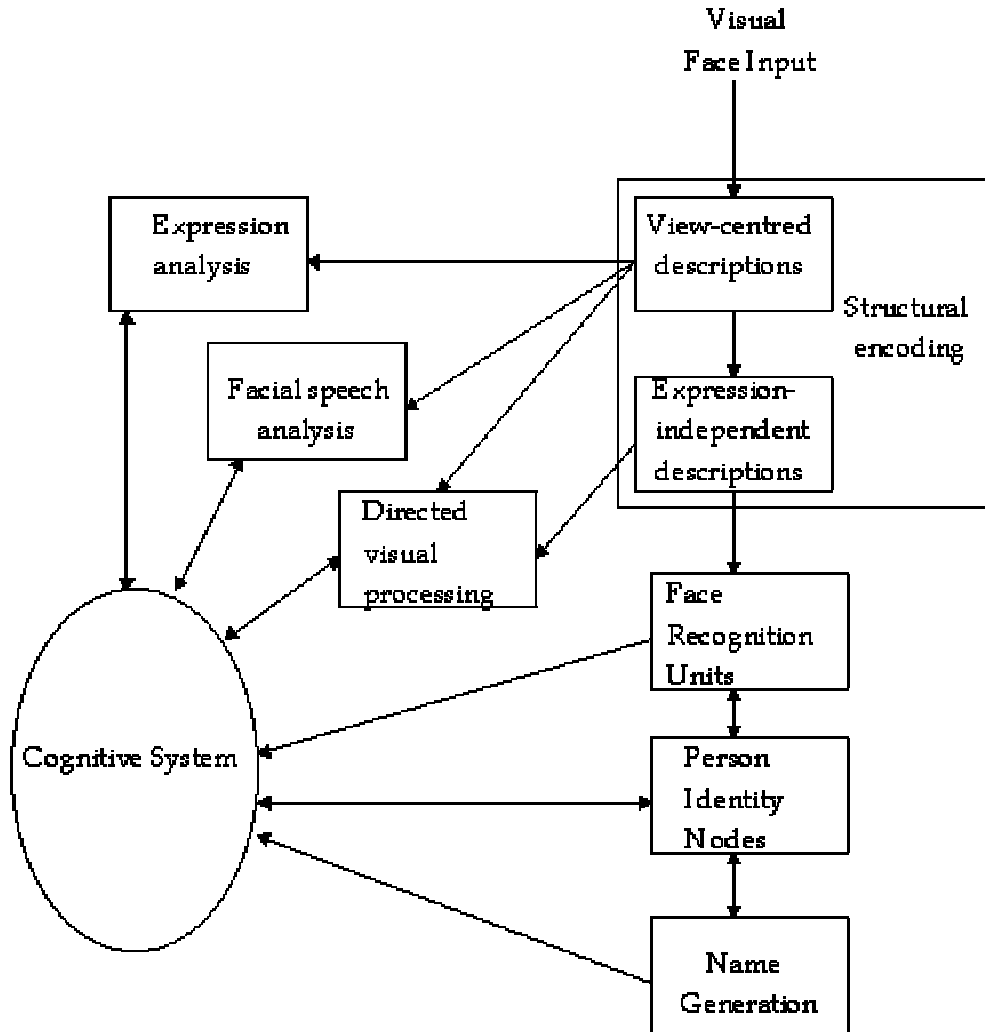 Visual
Face Input
View-centred
descriptions
Structural
encoding
Expression-
independent
descriptions
Expression
analysis
Facial speech
analysis
Directed
visual
processing
Face
Recognition
Units
Cognitive System
Person
Identity
Nodes
Name
Generation